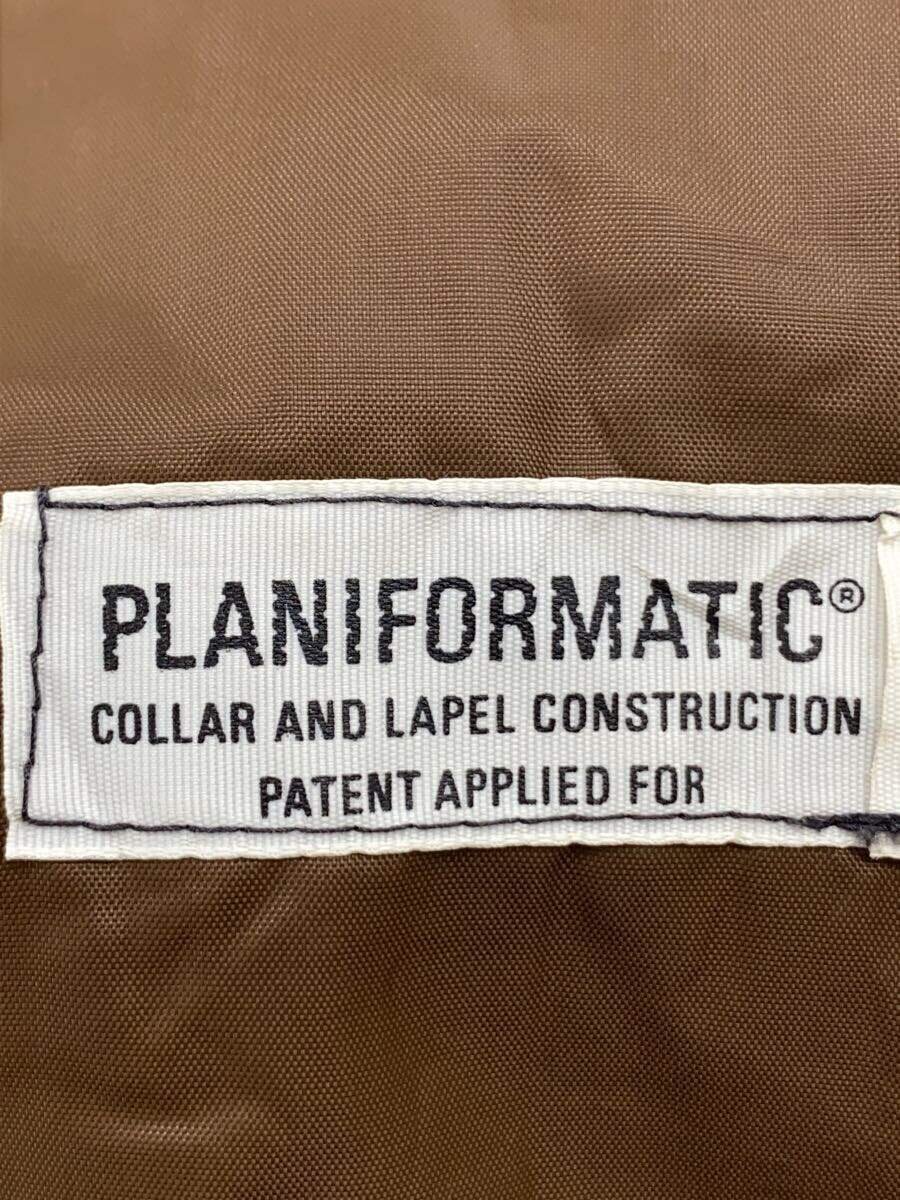 PLANIFORMATIC®
COLLAR AND LAPEL CONSTRUCTION
PATENT APPLIED FOR